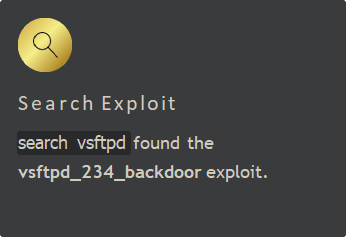 Search Exploit
search vsftpd found the
vsftpd_234_backdoor exploit.